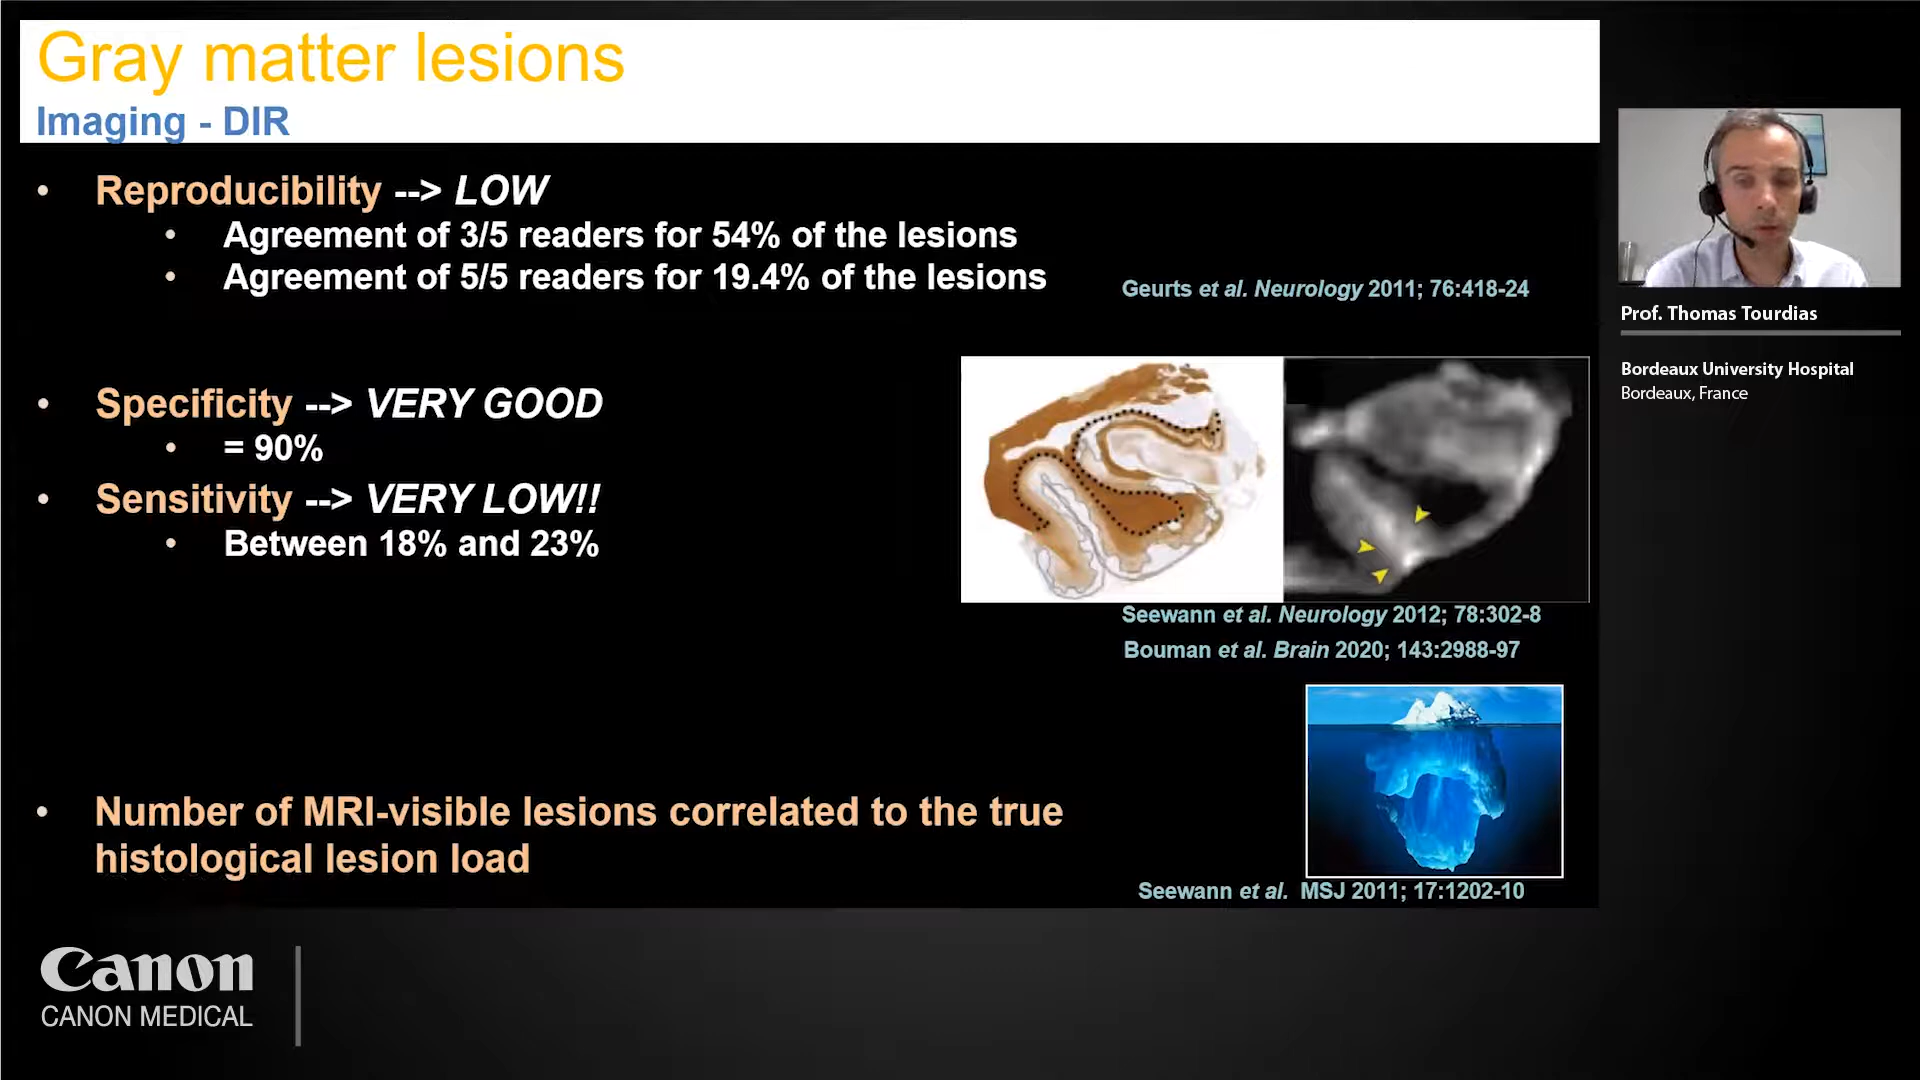 Gray matter lesions
Imaging - DIR
• Reproducibility --> LOW
• Agreement of 3/5 readers for 54% of the lesions
• Agreement of 5/5 readers for 19.4% of the lesions
Geurts et al. Neurology 2011; 76:418-24
• Specificity --> VERY GOOD
• = 90%
• Sensitivity --> VERY LOW!!
• Between 18% and 23%
Seewann et al. Neurology 2012; 78:302-8
Bouman et al. Brain 2020; 143:2988-97
• Number of MRI-visible lesions correlated to the true
histological lesion load
Seewann et al. MSJ 2011; 17:1202-10
Prof. Thomas Tourdias
Bordeaux University Hospital
Bordeaux, France
Canon
CANON MEDICAL